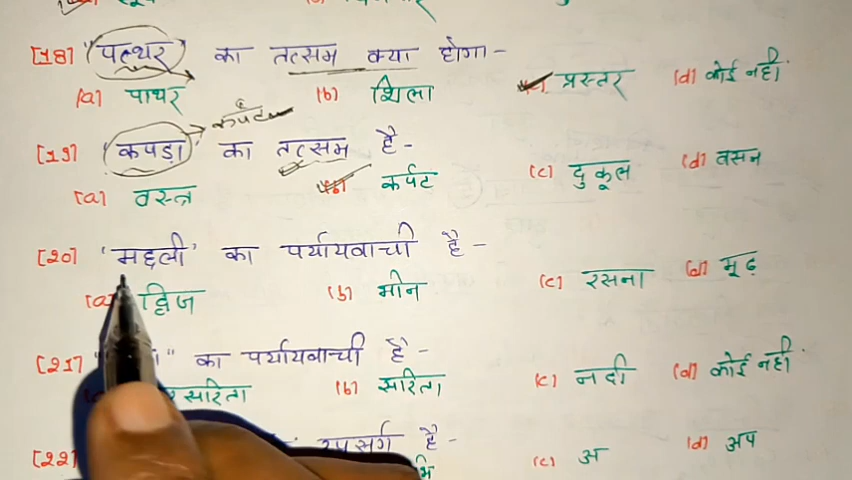 [18] "पत्थर" का तत्सम क्या होगा-
(a) पाथर (b) शिला (c) प्रस्तर (d) कोई नहीं
कर्पट
[19] "कपड़ा" का तत्सम है-
(a) वस्त्र (b) कर्पट (c) दुकूल (d) वसन
[20] 'मछली' का पर्यायवाची है-
(a) द्विज (b) मीन (c) रसना (d) मूढ़
[21] " का पर्यायवाची है-
सरिता (b) सारिता (c) नदी (d) कोई नहीं
[22] उपसर्ग है-
(c) अ (d) अप